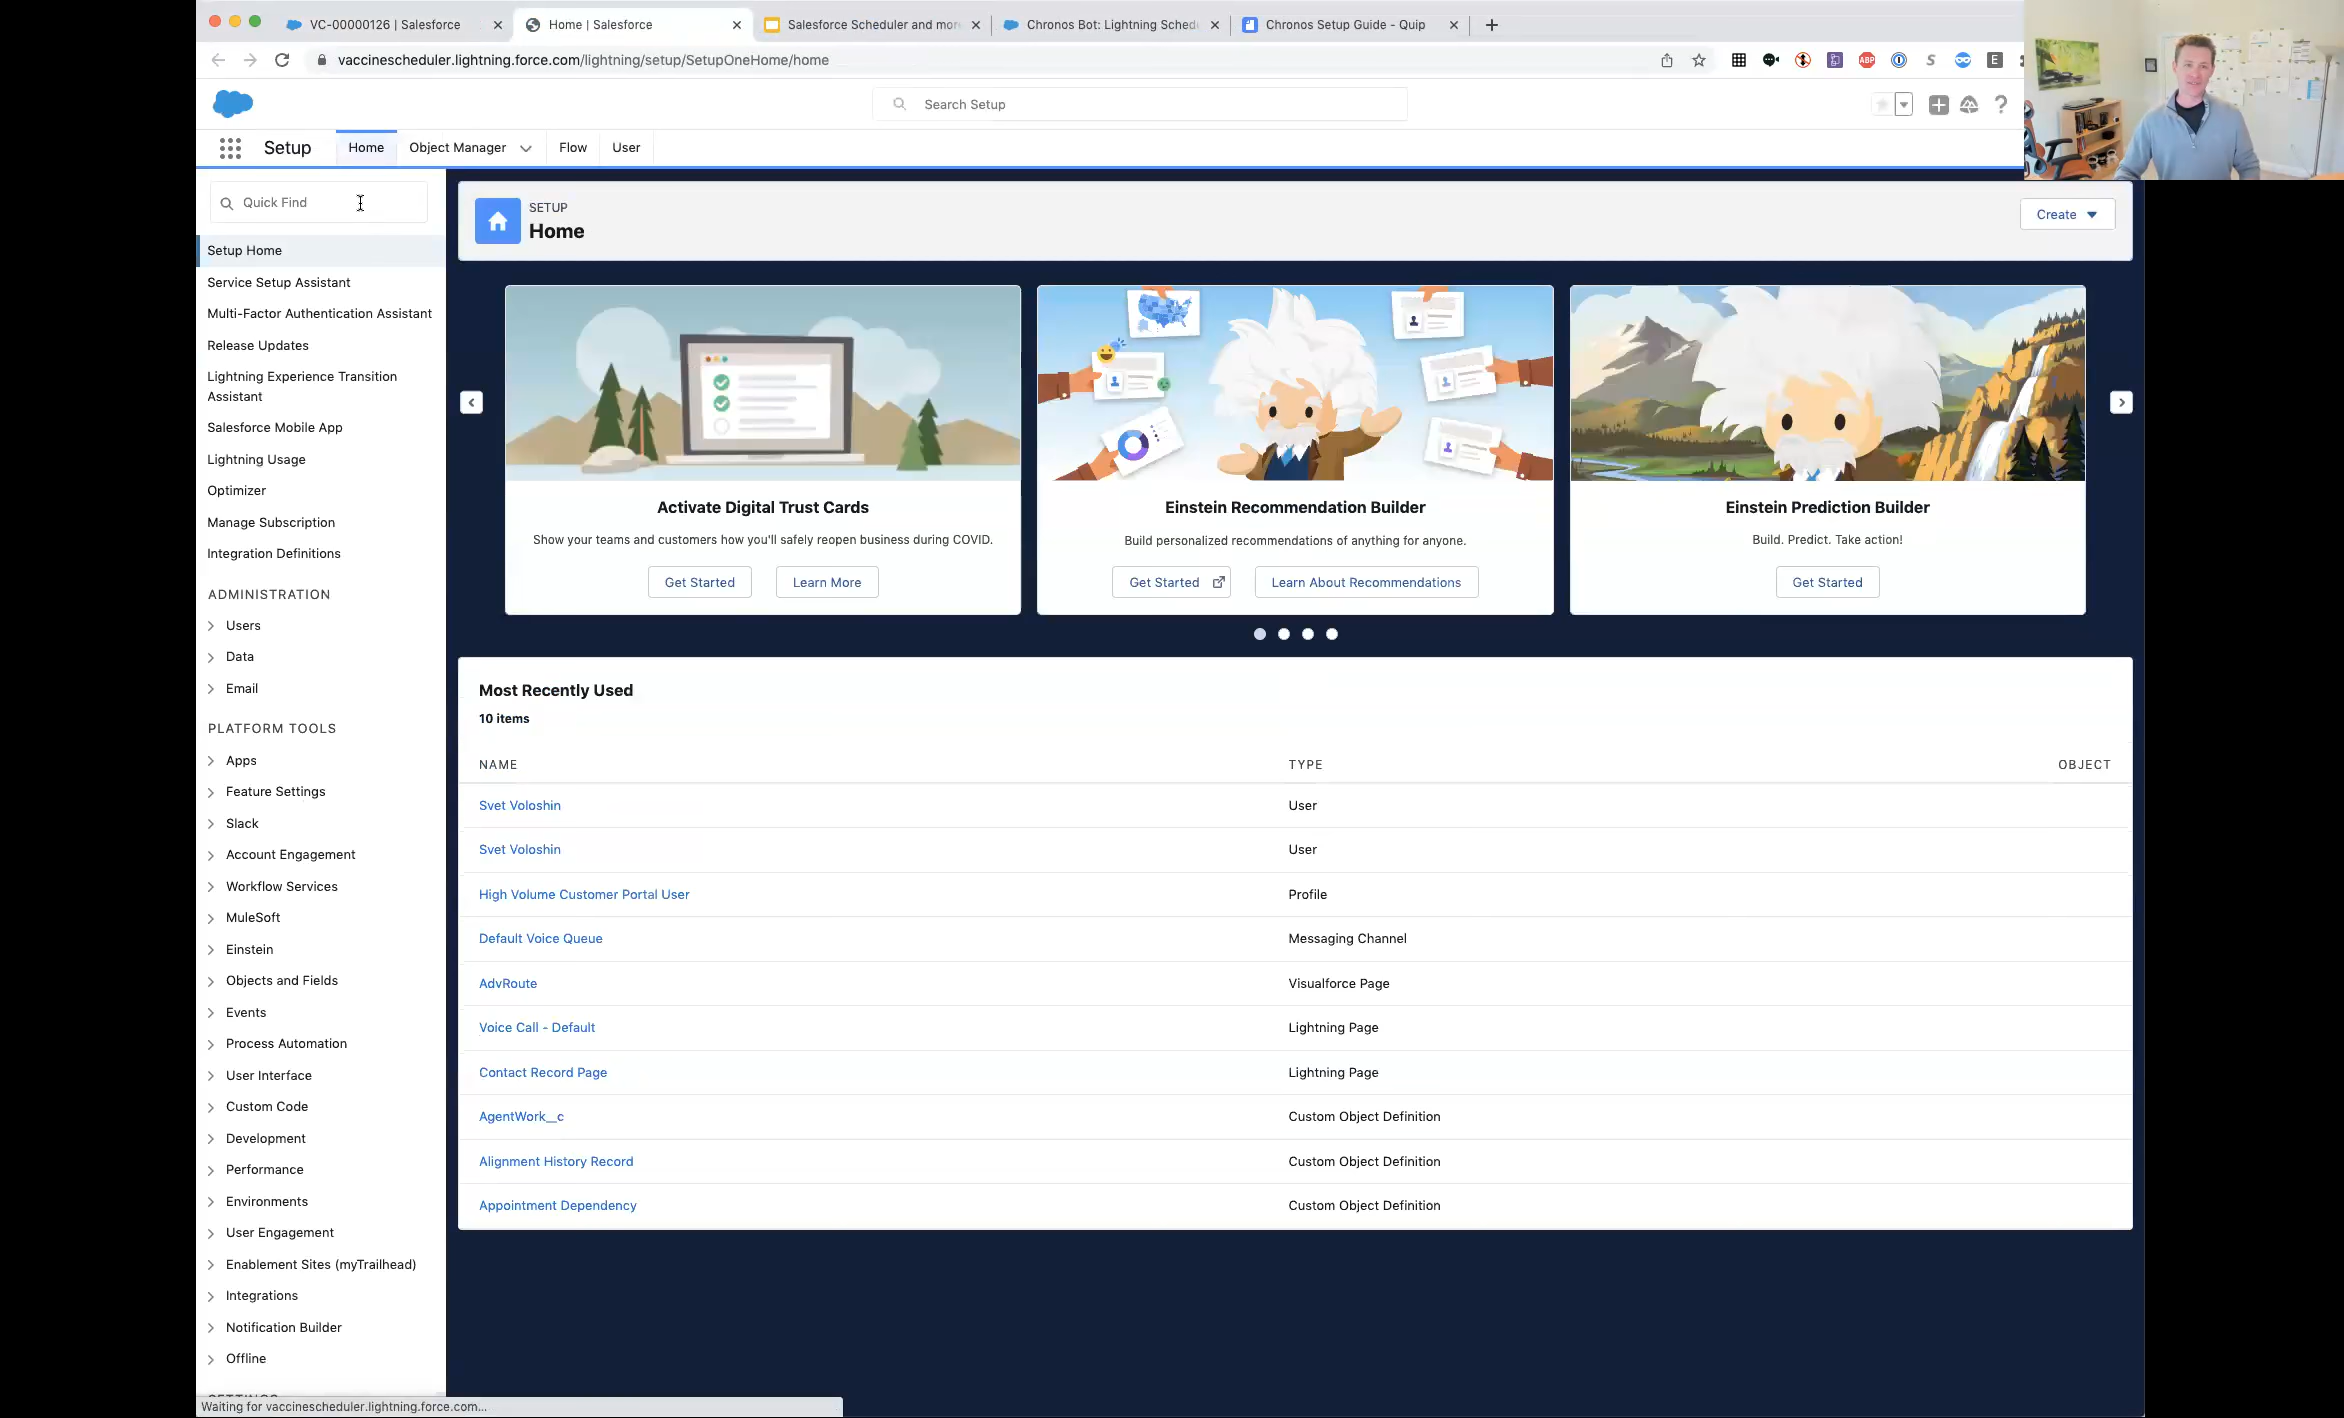 VC-00000126 | Salesforce
Home | Salesforce
Salesforce Scheduler and mor
Chronos Bot: Lightning Sched
Chronos Setup Guide - Quip
vaccinescheduler.lightning.force.com/lightning/setup/SetupOneHome/home
ABP
S
E
Search Setup
Setup
Home
Object Manager
Flow
User
Quick Find
Setup Home
Service Setup Assistant
Multi-Factor Authentication Assistant
Release Updates
Lightning Experience Transition
Assistant
Salesforce Mobile App
Lightning Usage
Optimizer
Manage Subscription
Integration Definitions
ADMINISTRATION
Users
Data
Email
PLATFORM TOOLS
Apps
Feature Settings
Slack
Account Engagement
Workflow Services
MuleSoft
Einstein
Objects and Fields
Events
Process Automation
User Interface
Custom Code
Development
Performance
Environments
User Engagement
Enablement Sites (myTrailhead)
Integrations
Notification Builder
Offline
SETUP
Home
Create
Activate Digital Trust Cards
Show your teams and customers how you'll safely reopen business during COVID.
Get Started
Learn More
Einstein Recommendation Builder
Build personalized recommendations of anything for anyone.
Get Started
Learn About Recommendations
Einstein Prediction Builder
Build. Predict. Take action!
Get Started
Most Recently Used
10 items
NAME TYPE OBJECT
Svet Voloshin User
Svet Voloshin User
High Volume Customer Portal User Profile
Default Voice Queue Messaging Channel
AdvRoute Visualforce Page
Voice Call - Default Lightning Page
Contact Record Page Lightning Page
AgentWork__c Custom Object Definition
Alignment History Record Custom Object Definition
Appointment Dependency Custom Object Definition
Waiting for vaccinescheduler.lightning.force.com...